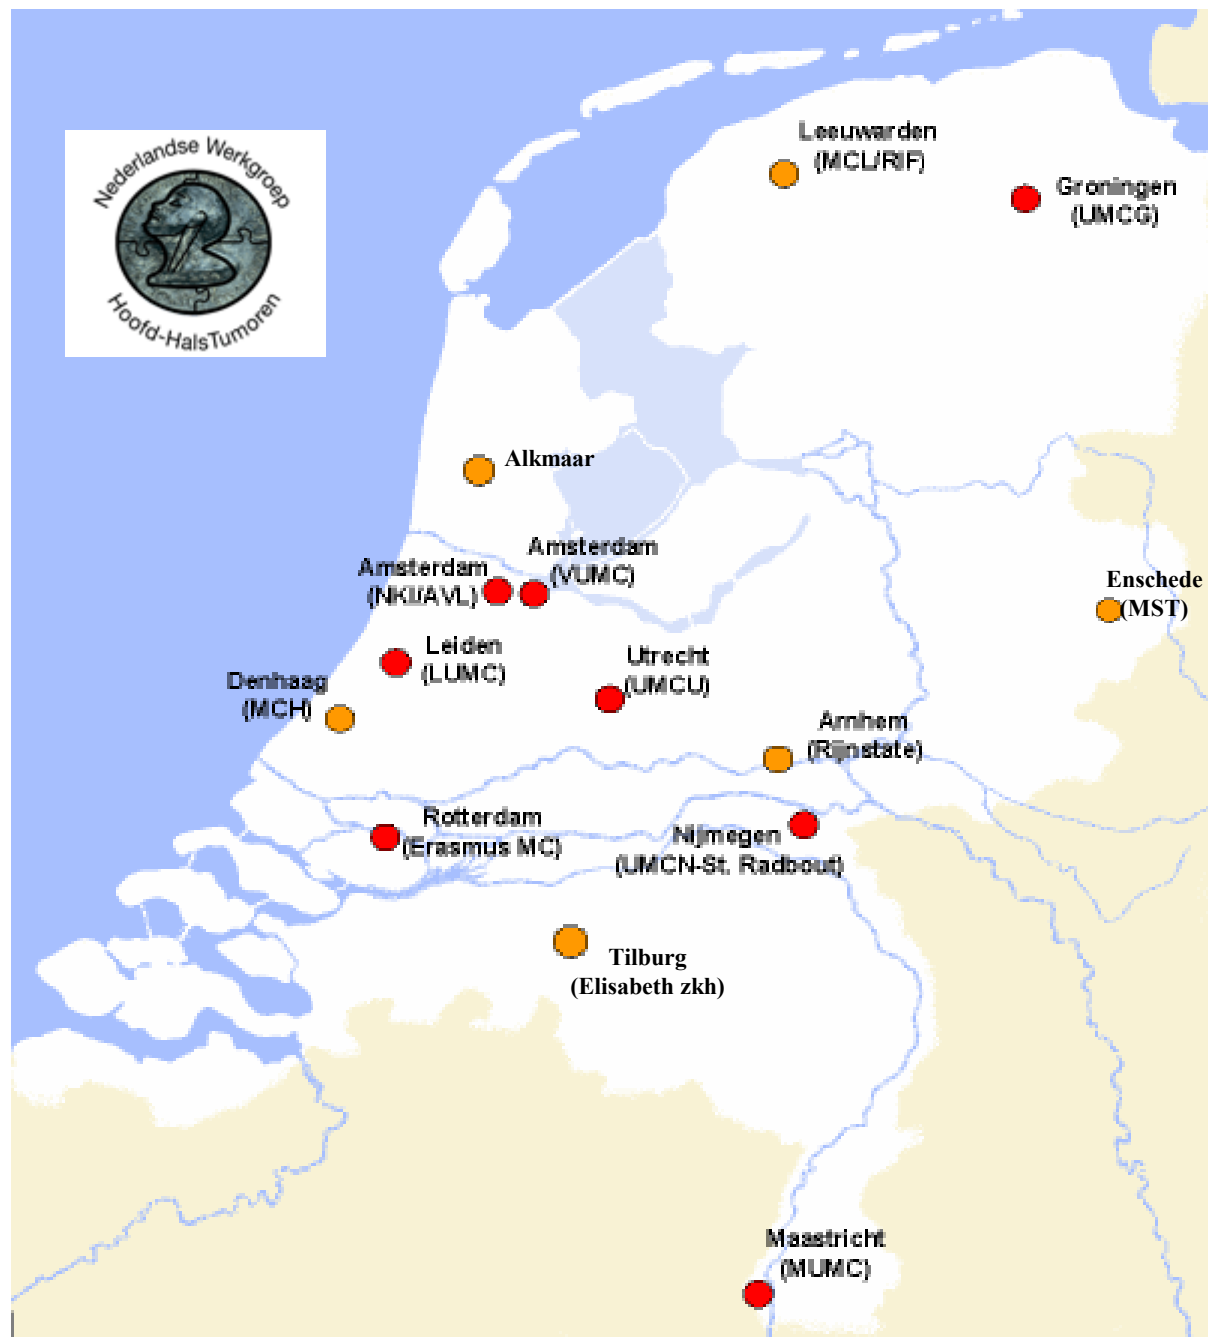 Nederlandse Werkgroep
Hoofd-HalsTumoren
Leeuwarden
(MCL/RIF)
Groningen
(UMCG)
Alkmaar
Amsterdam
(VUMC)
Amsterdam
(NKI/AVL)
Enschede
(MST)
Leiden
(LUMC)
Utrecht
(UMCU)
Denhaag
(MCH)
Arnhem
(Rijnstate)
Rotterdam
(Erasmus MC)
Nijmegen
(UMCN-St. Radbout)
Tilburg
(Elisabeth zkh)
Maastricht
(MUMC)